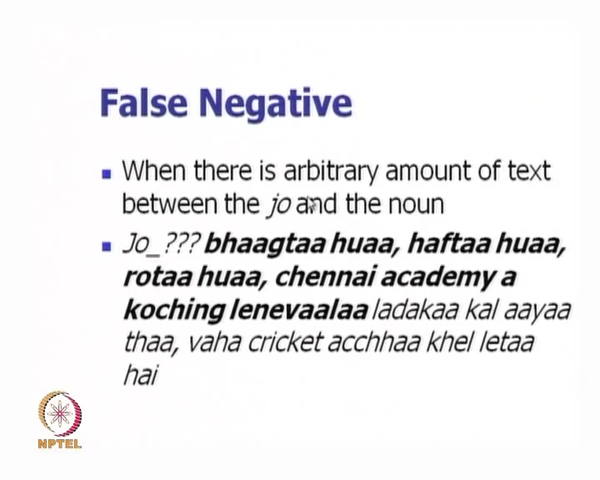 False Negative
When there is arbitrary amount of text
between the jo and the noun
Jo_??? bhaagtaa huaa, haftaa huaa,
rotaa huaa, chennai academy a
koching lenevaalaa ladakaa kal aayaa
thaa, vaha cricket acchhaa khel letaa
hai
NPTEL